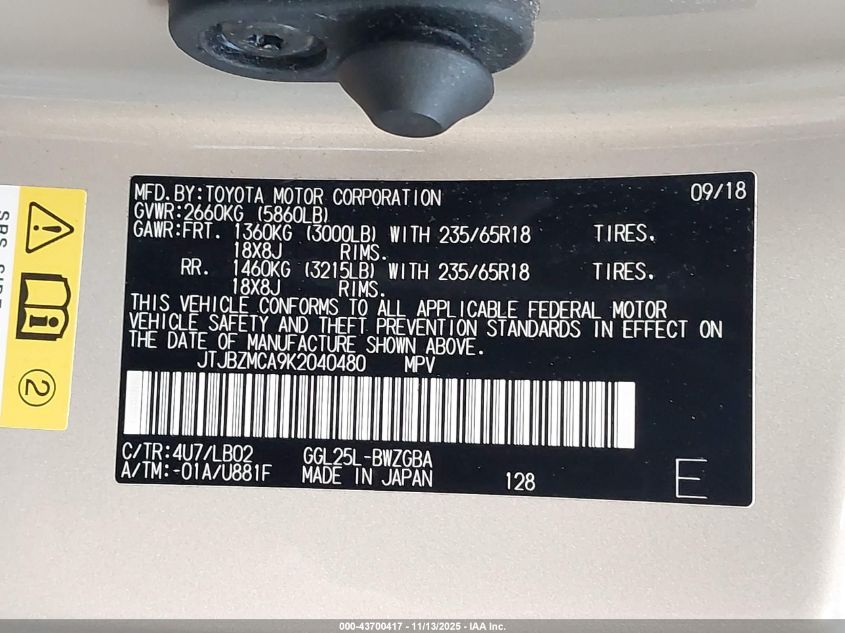 MFD.BY:TOYOTA MOTOR CORPORATION 09/18
GVWR:2660KG (5860LB)
GAWR:FRT. 1360KG (3000LB) WITH 235/65R18 TIRES.
18X8J RIMS.
RR. 1460KG (3215LB) WITH 235/65R18 TIRES.
18X8J RIMS.
THIS VEHICLE CONFORMS TO ALL APPLICABLE FEDERAL MOTOR
VEHICLE SAFETY AND THEFT PREVENTION STANDARDS IN EFFECT ON
THE DATE OF MANUFACTURE SHOWN ABOVE.
JTJBZMCA9K2040480 MPV
C/TR:4U7/LB02 GGL25L-BWZGBA
A/TM:-01A/U881F MADE IN JAPAN 128 E
2
000-43700417 - 11/13/2025 - IAA Inc.